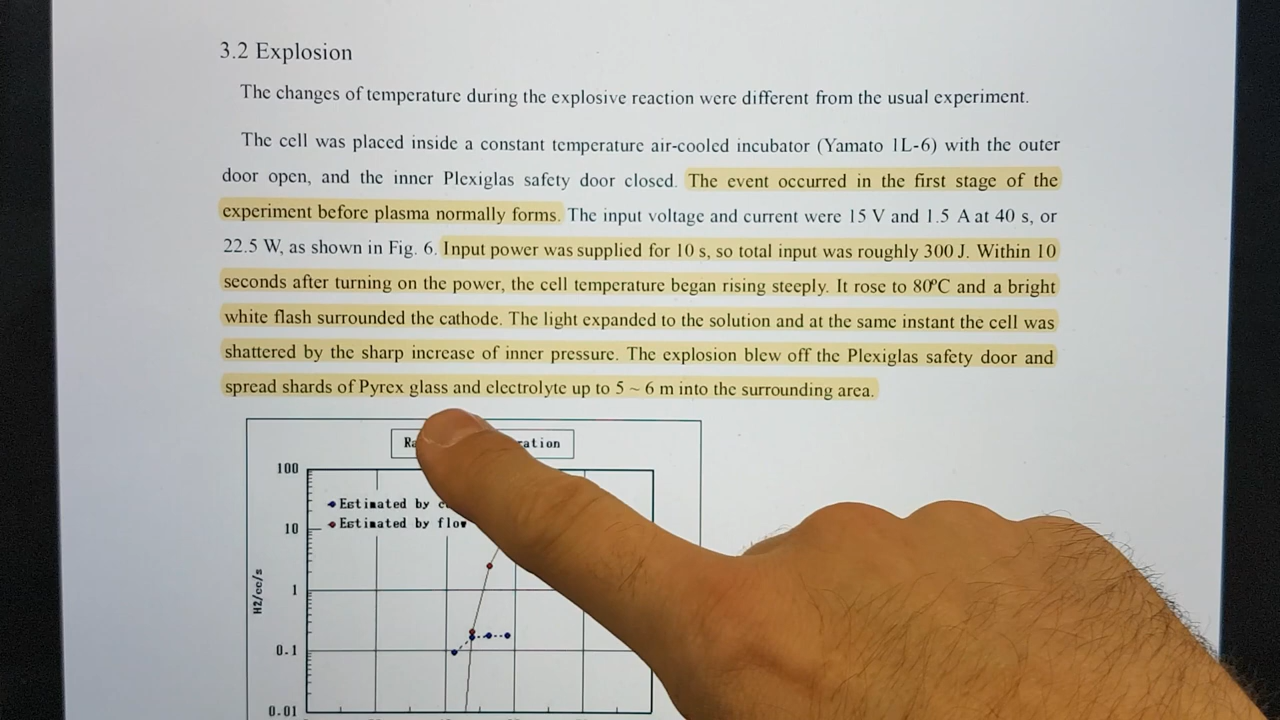 3.2 Explosion
The changes of temperature during the explosive reaction were different from the usual experiment.
The cell was placed inside a constant temperature air-cooled incubator (Yamato 1L-6) with the outer
door open, and the inner Plexiglas safety door closed. The event occurred in the first stage of the
experiment before plasma normally forms. The input voltage and current were 15 V and 1.5 A at 40 s, or
22.5 W, as shown in Fig. 6. Input power was supplied for 10 s, so total input was roughly 300 J. Within 10
seconds after turning on the power, the cell temperature began rising steeply. It rose to 80ºC and a bright
white flash surrounded the cathode. The light expanded to the solution and at the same instant the cell was
shattered by the sharp increase of inner pressure. The explosion blew off the Plexiglas safety door and
spread shards of Pyrex glass and electrolyte up to 5 ~ 6 m into the surrounding area.
100
Estimated by
10
Estimated by flow
1
H2/cc/s
0.1
0.01